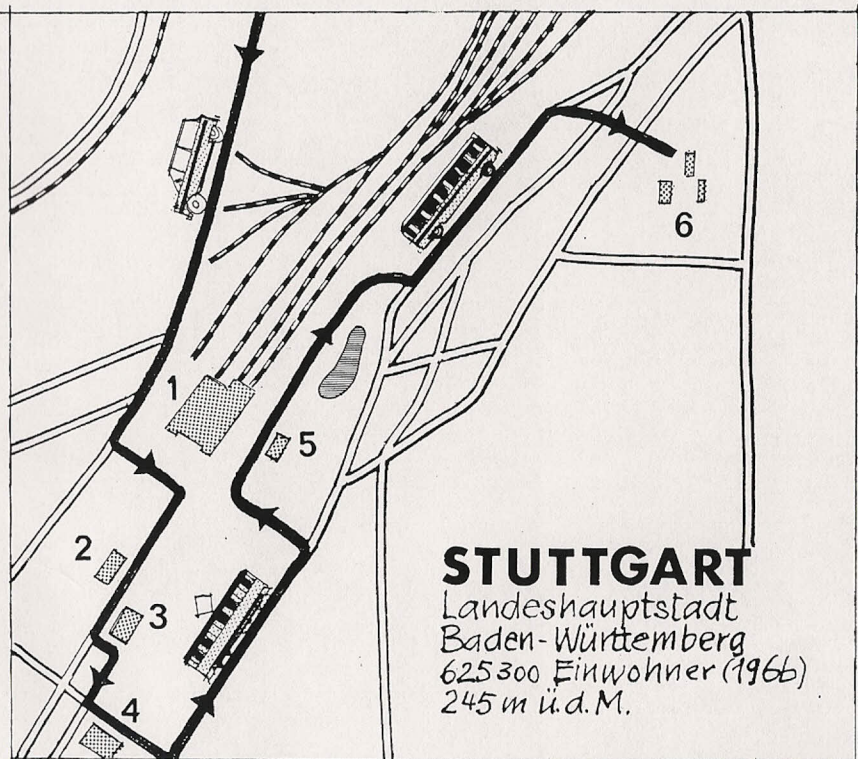 1
2
3
4
5
6
STUTTGART
Landeshauptstadt
Baden-Württemberg
625300 Einwohner (1966)
245 m ü.d.M.